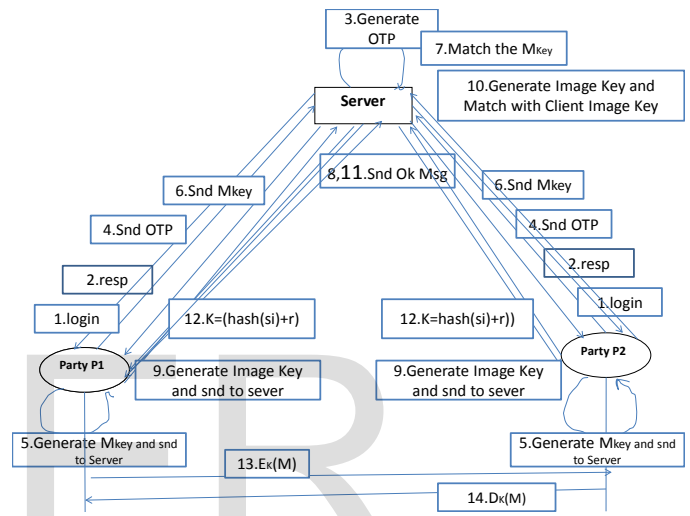 3.Generate
OTP
7.Match the MKey
10.Generate Image Key and
Match with Client Image Key
Server
8,11.Snd Ok Msg
6.Snd Mkey
6.Snd Mkey
4.Snd OTP
4.Snd OTP
2.resp
2.resp
1.login
1.login
12.K=(hash(si)+r)
12.K=hash(si)+r))
Party P1
Party P2
9.Generate Image Key
and snd to sever
9.Generate Image Key
and snd to sever
5.Generate Mkey and snd
to Server
5.Generate Mkey and snd
to Server
13.EK(M)
14.DK(M)
FR